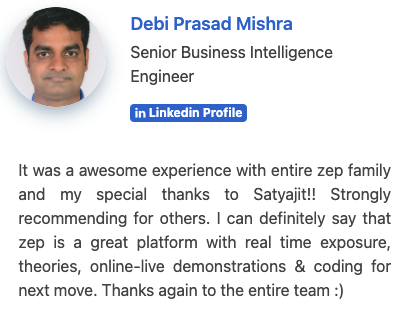 Debi Prasad Mishra
Senior Business Intelligence
Engineer
in Linkedin Profile
It was a awesome experience with entire zep family
and my special thanks to Satyajit!! Strongly
recommending for others. I can definitely say that
zep is a great platform with real time exposure,
theories, online-live demonstrations & coding for
next move. Thanks again to the entire team :)